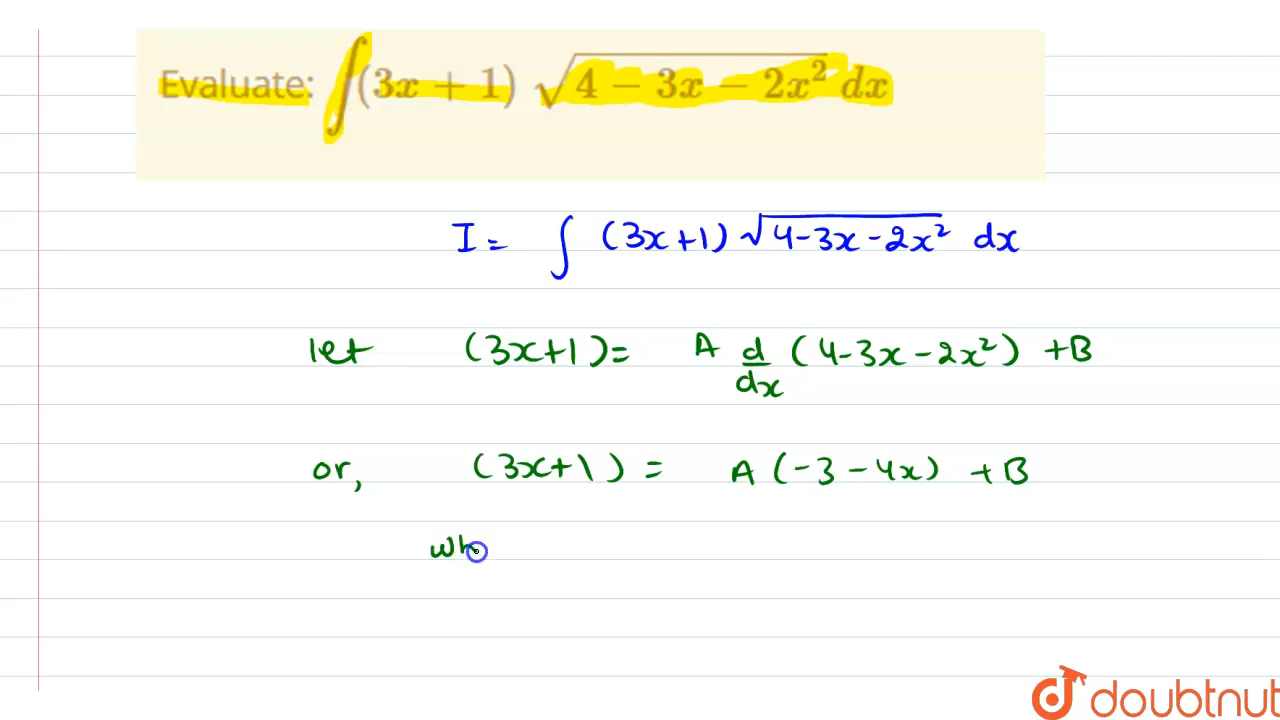 Evaluate: ∫(3x + 1) √(4 − 3x − 2x²) dx
I = ∫ (3x+1) √(4-3x-2x²) dx
let (3x+1) = A d/dx (4-3x-2x²) + B
or, (3x+1) = A (-3-4x) + B
wh
doubtnut